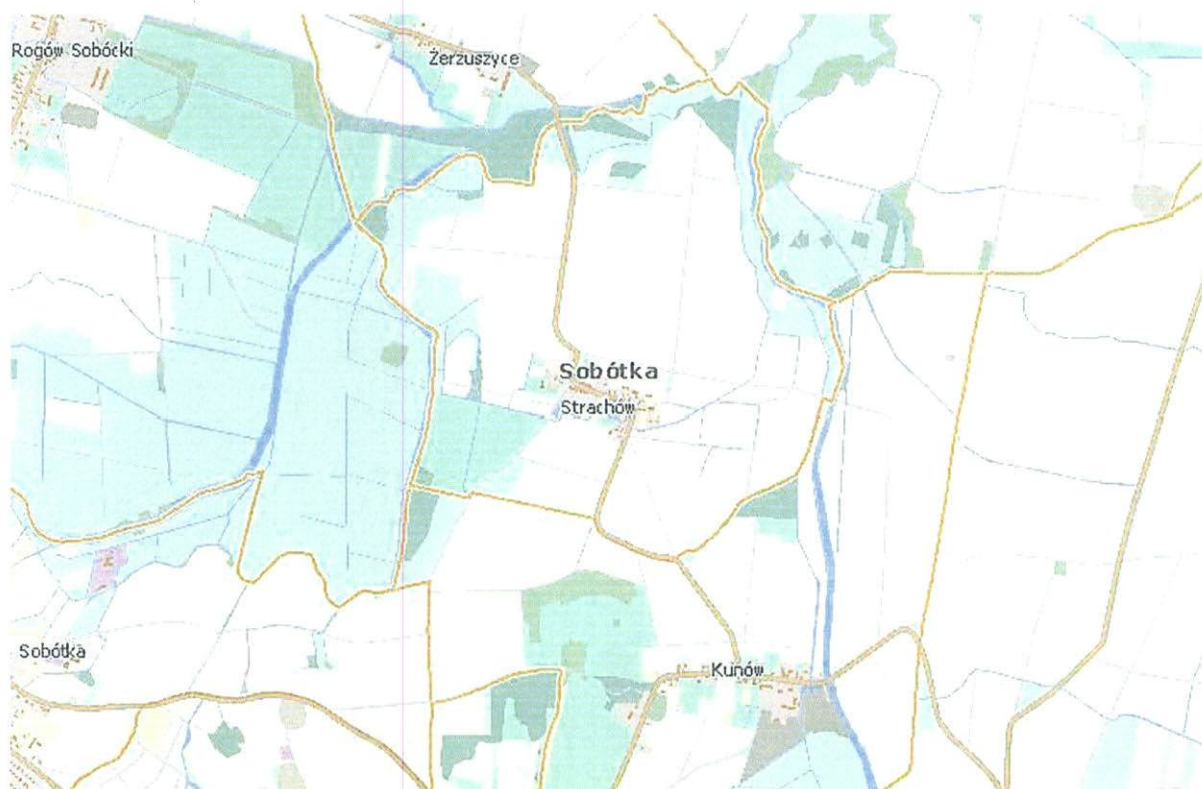 Rogów Sobócki
Żerzuszyce
Sobótka
Strachów
Sobótka
Kunów